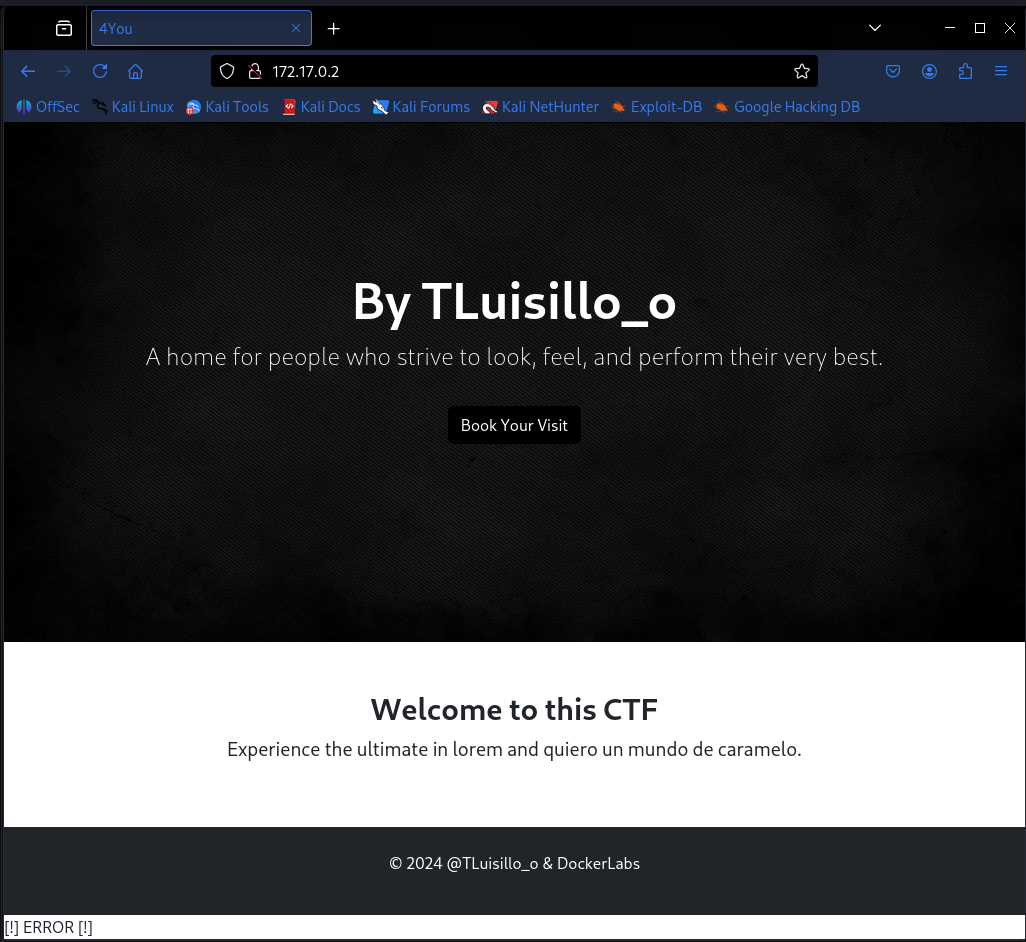 4You
172.17.0.2
OffSec Kali Linux Kali Tools Kali Docs Kali Forums Kali NetHunter Exploit-DB Google Hacking DB
By TLuisillo_o
A home for people who strive to look, feel, and perform their very best.
Book Your Visit
Welcome to this CTF
Experience the ultimate in lorem and quiero un mundo de caramelo.
© 2024 @TLuisillo_o & DockerLabs
[!] ERROR [!]